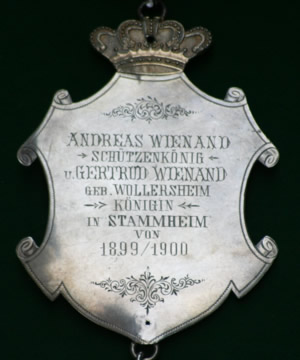 ANDREAS WIENAND
SCHÜTZENKÖNIG
U. GERTRUD WIENAND
GEB. WOLLERSHEIM
KÖNIGIN
IN STAMMHEIM
VON
1899/1900